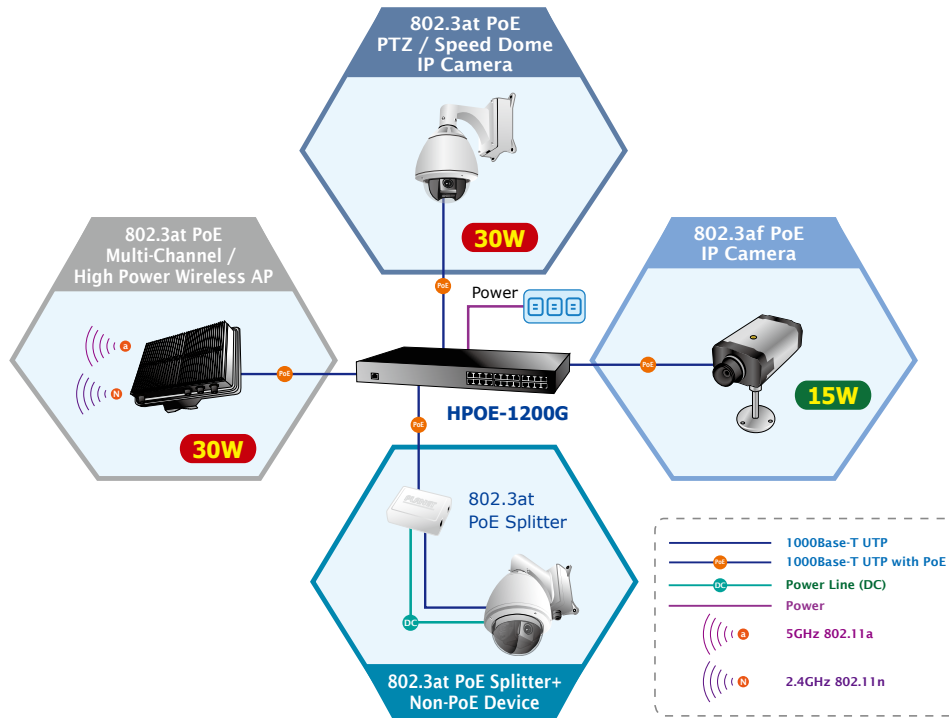 802.3at PoE
PTZ / Speed Dome
IP Camera
30W
PoE
802.3at PoE
Multi-Channel /
High Power Wireless AP
a
N
PoE
30W
Power
HPOE-1200G
802.3af PoE
IP Camera
PoE
15W
PoE
802.3at
PoE Splitter
PLANET
DC
802.3at PoE Splitter+
Non-PoE Device
1000Base-T UTP
PoE
1000Base-T UTP with PoE
DC
Power Line (DC)
Power
a
5GHz 802.11a
N
2.4GHz 802.11n